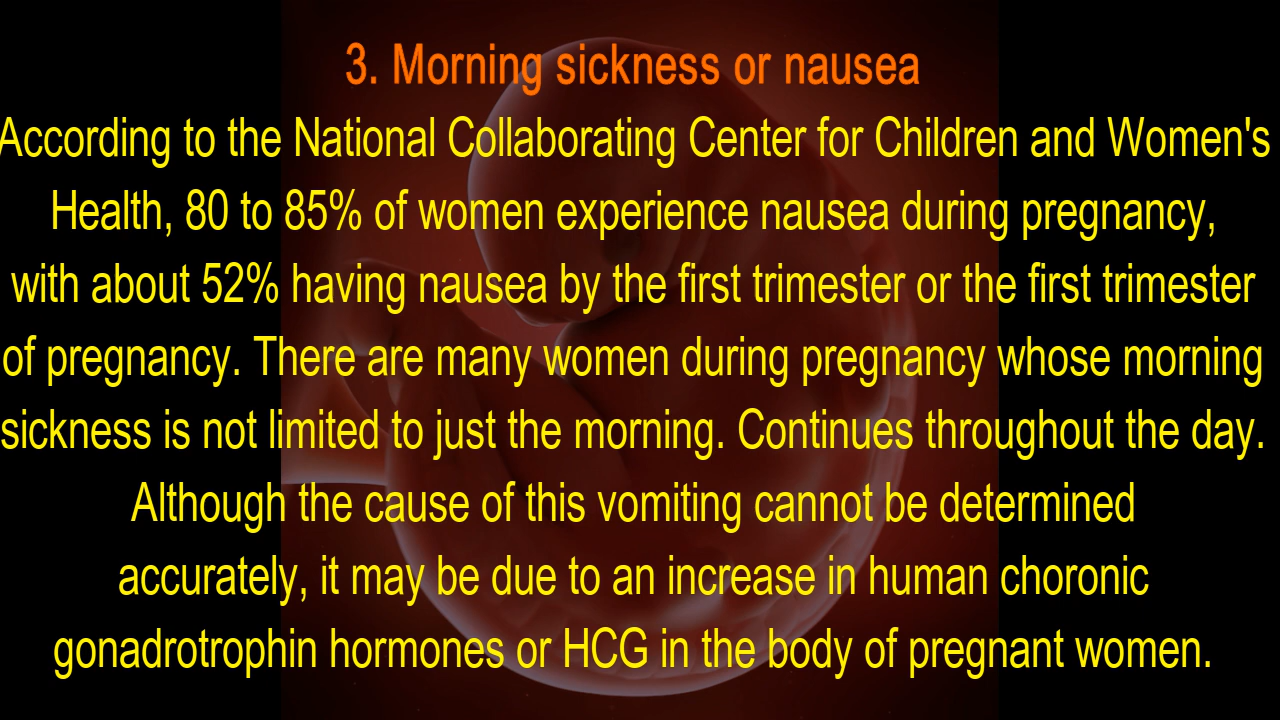 3. Morning sickness or nausea
According to the National Collaborating Center for Children and Women's
Health, 80 to 85% of women experience nausea during pregnancy,
with about 52% having nausea by the first trimester or the first trimester
of pregnancy. There are many women during pregnancy whose morning
sickness is not limited to just the morning. Continues throughout the day.
Although the cause of this vomiting cannot be determined
accurately, it may be due to an increase in human choronic
gonadrotrophin hormones or HCG in the body of pregnant women.